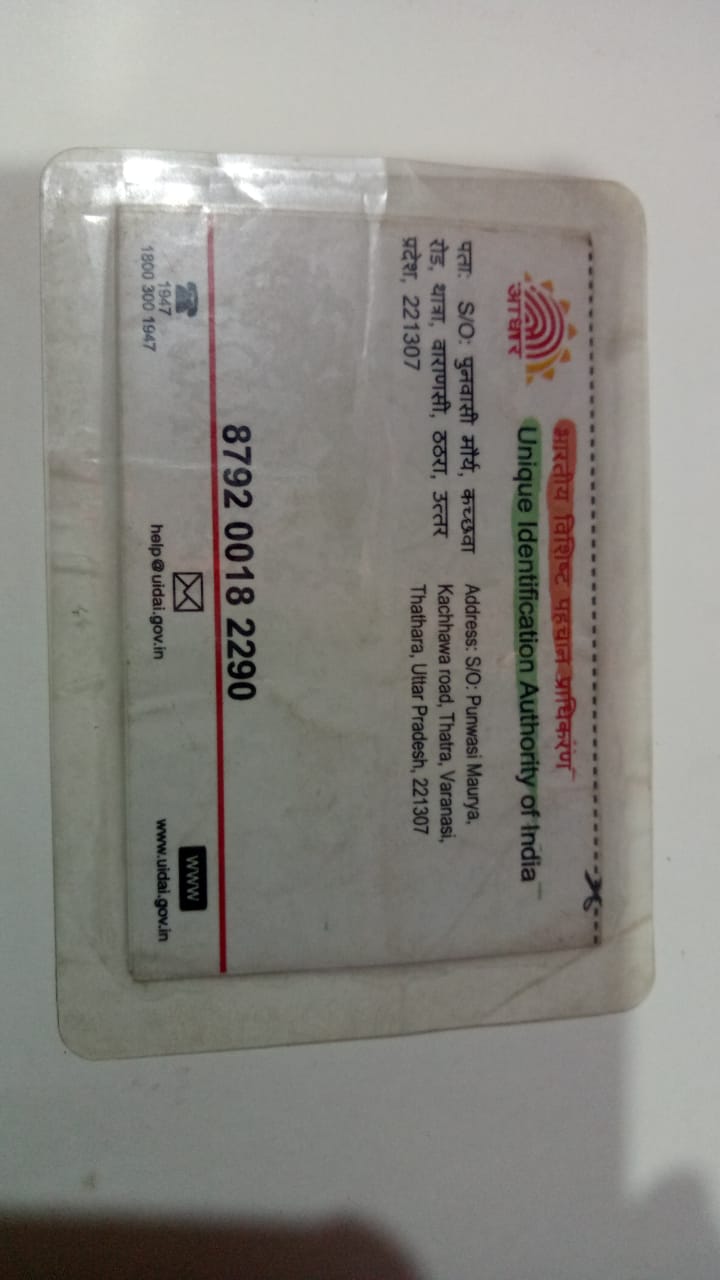 भारतीय विशिष्ट पहचान प्राधिकरण
Unique Identification Authority of India
आधार
पता: S/O: पुनवासी मौर्य, कच्छवा
रोड, थात्रा, वाराणसी, ठठरा, उत्तर
प्रदेश, 221307
Address: S/O: Punwasi Maurya,
Kachhawa road, Thatra, Varanasi,
Thathara, Uttar Pradesh, 221307
8792 0018 2290
1947
1800 300 1947
help@uidai.gov.in
www
www.uidai.gov.in